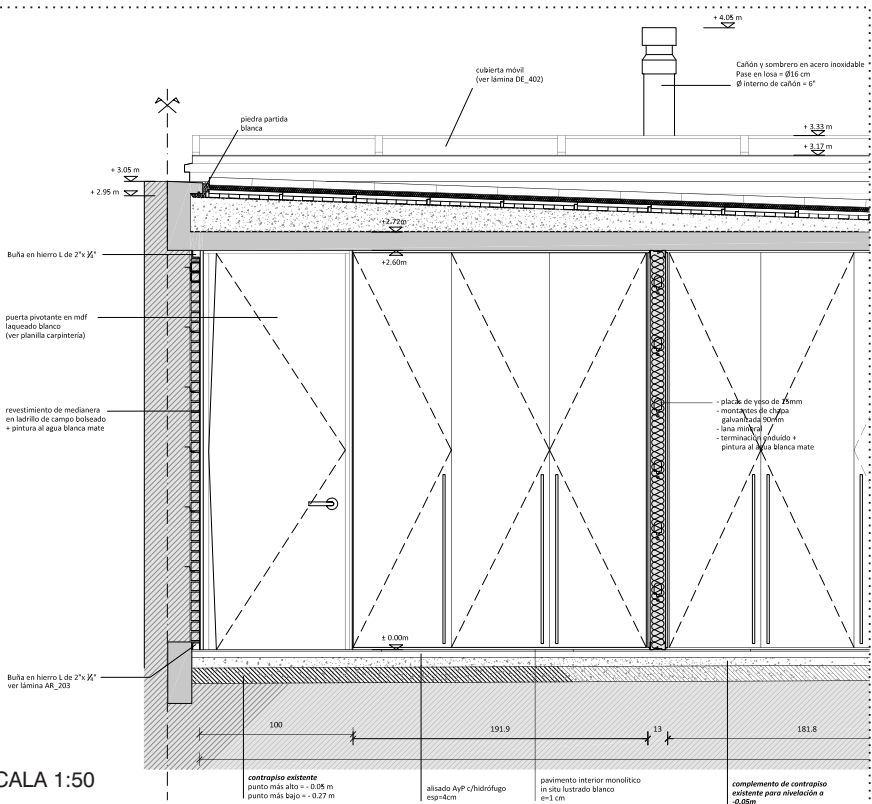 + 4.05 m
cubierta móvil
(ver lámina DE_402)
Cañón y sombrero en acero inoxidable
Pase en losa = Ø16 cm
Ø interno de cañón = 6"
piedra partida
blanca
+ 3.33 m
+ 3.17 m
+ 3.05 m
+ 2.95 m
+2.72m
Buña en hierro L de 2"x ¾"
+2.60m
puerta pivotante en mdf
laqueado blanco
(ver planilla carpintería)
revestimiento de medianera
en ladrillo de campo bolseado
+ pintura al agua blanca mate
- placas de yeso de 15mm
- montantes de chapa
galvanizada 90mm
- lana mineral
- terminación enduído +
pintura al agua blanca mate
± 0.00m
Buña en hierro L de 2"x ¾"
ver lámina AR_203
100
191.9
13
181.8
CALA 1:50
contrapiso existente
punto más alto = - 0.05 m
punto más bajo = - 0.27 m
alisado AyP c/hidrófugo
esp=4cm
pavimento interior monolítico
in situ lustrado blanco
e=1 cm
complemento de contrapiso
existente para nivelación a
-0.05m